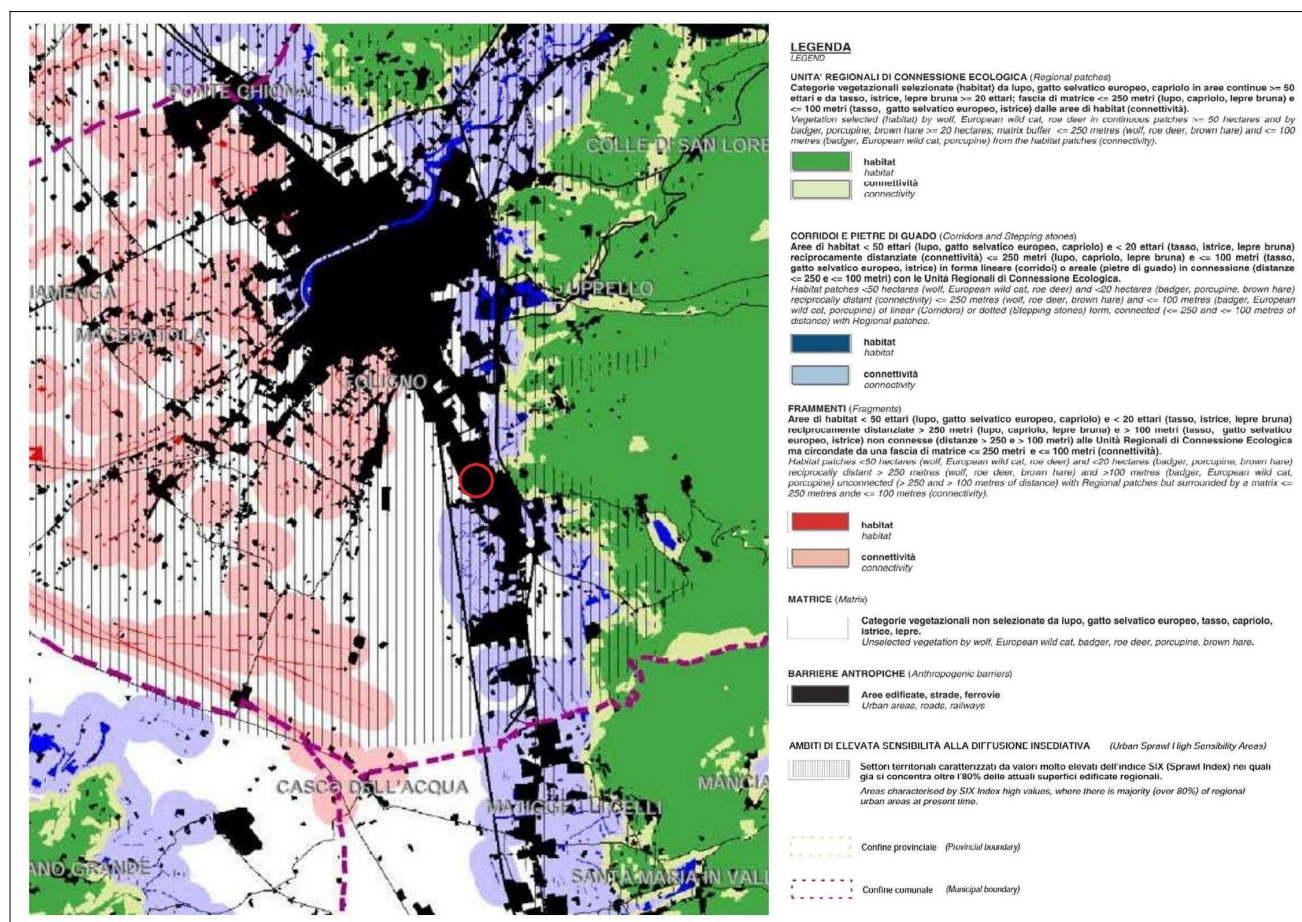 PONTE CHIONA
COLLE DI SAN LORE
UPPELLO
MACERATOLA
FOLIGNO
CASCO DELL'ACQUA
MANCIA
ANO GRANDE
SANTA MARIA IN VALL
LEGENDA
LEGEND
UNITA' REGIONALI DI CONNESSIONE ECOLOGICA (Regional patches)
Categorie vegetazionali selezionate (habitat) da lupo, gatto selvatico europeo, capriolo in aree continue >= 50
ettari e da tasso, istrice, lepre bruna >= 20 ettari; fascia di matrice <= 250 metri (lupo, capriolo, lepre bruna) e
<= 100 metri (tasso, gatto selvatico europeo, istrice) dalle aree di habitat (connettività).
Vegetation selected (habitat) by wolf, European wild cat, roe deer in continuous patches >= 50 hectares and by
badger, porcupine, brown hare >= 20 hectares; matrix buffer <= 250 metres (wolf, roe deer, brown hare) and <= 100
metres (badger, European wild cat, porcupine) from the habitat patches (connectivity).
habitat
habitat
connettività
connectivity
CORRIDOI E PIETRE DI GUADO (Corridors and Stepping stones)
Aree di habitat < 50 ettari (lupo, gatto selvatico europeo, capriolo) e < 20 ettari (tasso, istrice, lepre bruna)
reciprocamente distanziate (connettività) <= 250 metri (lupo, capriolo, lepre bruna) e <= 100 metri (tasso,
gatto selvatico europeo, istrice) in forma lineare (corridoi) o areale (pietre di guado) in connessione (distanze
<= 250 e <= 100 metri) con le Unità Regionali di Connessione Ecologica.
Habitat patches <50 hectares (wolf, European wild cat, roe deer) and <20 hectares (badger, porcupine, brown hare)
reciprocally distant (connectivity) <= 250 metres (wolf, roe deer, brown hare) and <= 100 metres (badger, European
wild cat, porcupine) of linear (Corridors) or dotted (Stepping stones) form, connected (<= 250 and <= 100 metres of
distance) with Regional patches.
habitat
habitat
connettività
connectivity
FRAMMENTI (Fragments)
Aree di habitat < 50 ettari (lupo, gatto selvatico europeo, capriolo) e < 20 ettari (tasso, istrice, lepre bruna)
reciprocamente distanziate > 250 metri (lupo, capriolo, lepre bruna) e > 100 metri (tasso, gatto selvatico
europeo, istrice) non connesse (distanze > 250 e > 100 metri) alle Unità Regionali di Connessione Ecologica
ma circondate da una fascia di matrice <= 250 metri e <= 100 metri (connettività).
Habitat patches <50 hectares (wolf, European wild cat, roe deer) and <20 hectares (badger, porcupine, brown hare)
reciprocally distant > 250 metres (wolf, roe deer, brown hare) and >100 metres (badger, European wild cat,
porcupine) unconnected (> 250 and > 100 metres of distance) with Regional patches but surrounded by a matrix <=
250 metres ande <= 100 metres (connectivity).
habitat
habitat
connettività
connectivity
MATRICE (Matrix)
Categorie vegetazionali non selezionate da lupo, gatto selvatico europeo, tasso, capriolo,
istrice, lepre.
Unselected vegetation by wolf, European wild cat, badger, roe deer, porcupine, brown hare.
BARRIERE ANTROPICHE (Anthropogenic barriers)
Aree edificate, strade, ferrovie
Urban areas, roads, railways
AMBITI DI ELEVATA SENSIBILITÀ ALLA DIFFUSIONE INSEDIATIVA (Urban Sprawl High Sensibility Areas)
Settori territoriali caratterizzati da valori molto elevati dell'indice SIX (Sprawl Index) nei quali
gia si concentra oltre l'80% delle attuali superfici edificate regionali.
Areas characterised by SIX Index high values, where there is majority (over 80%) of regional
urban areas at present time.
Confine provinciale (Provincial boundary)
Confine comunale (Municipal boundary)